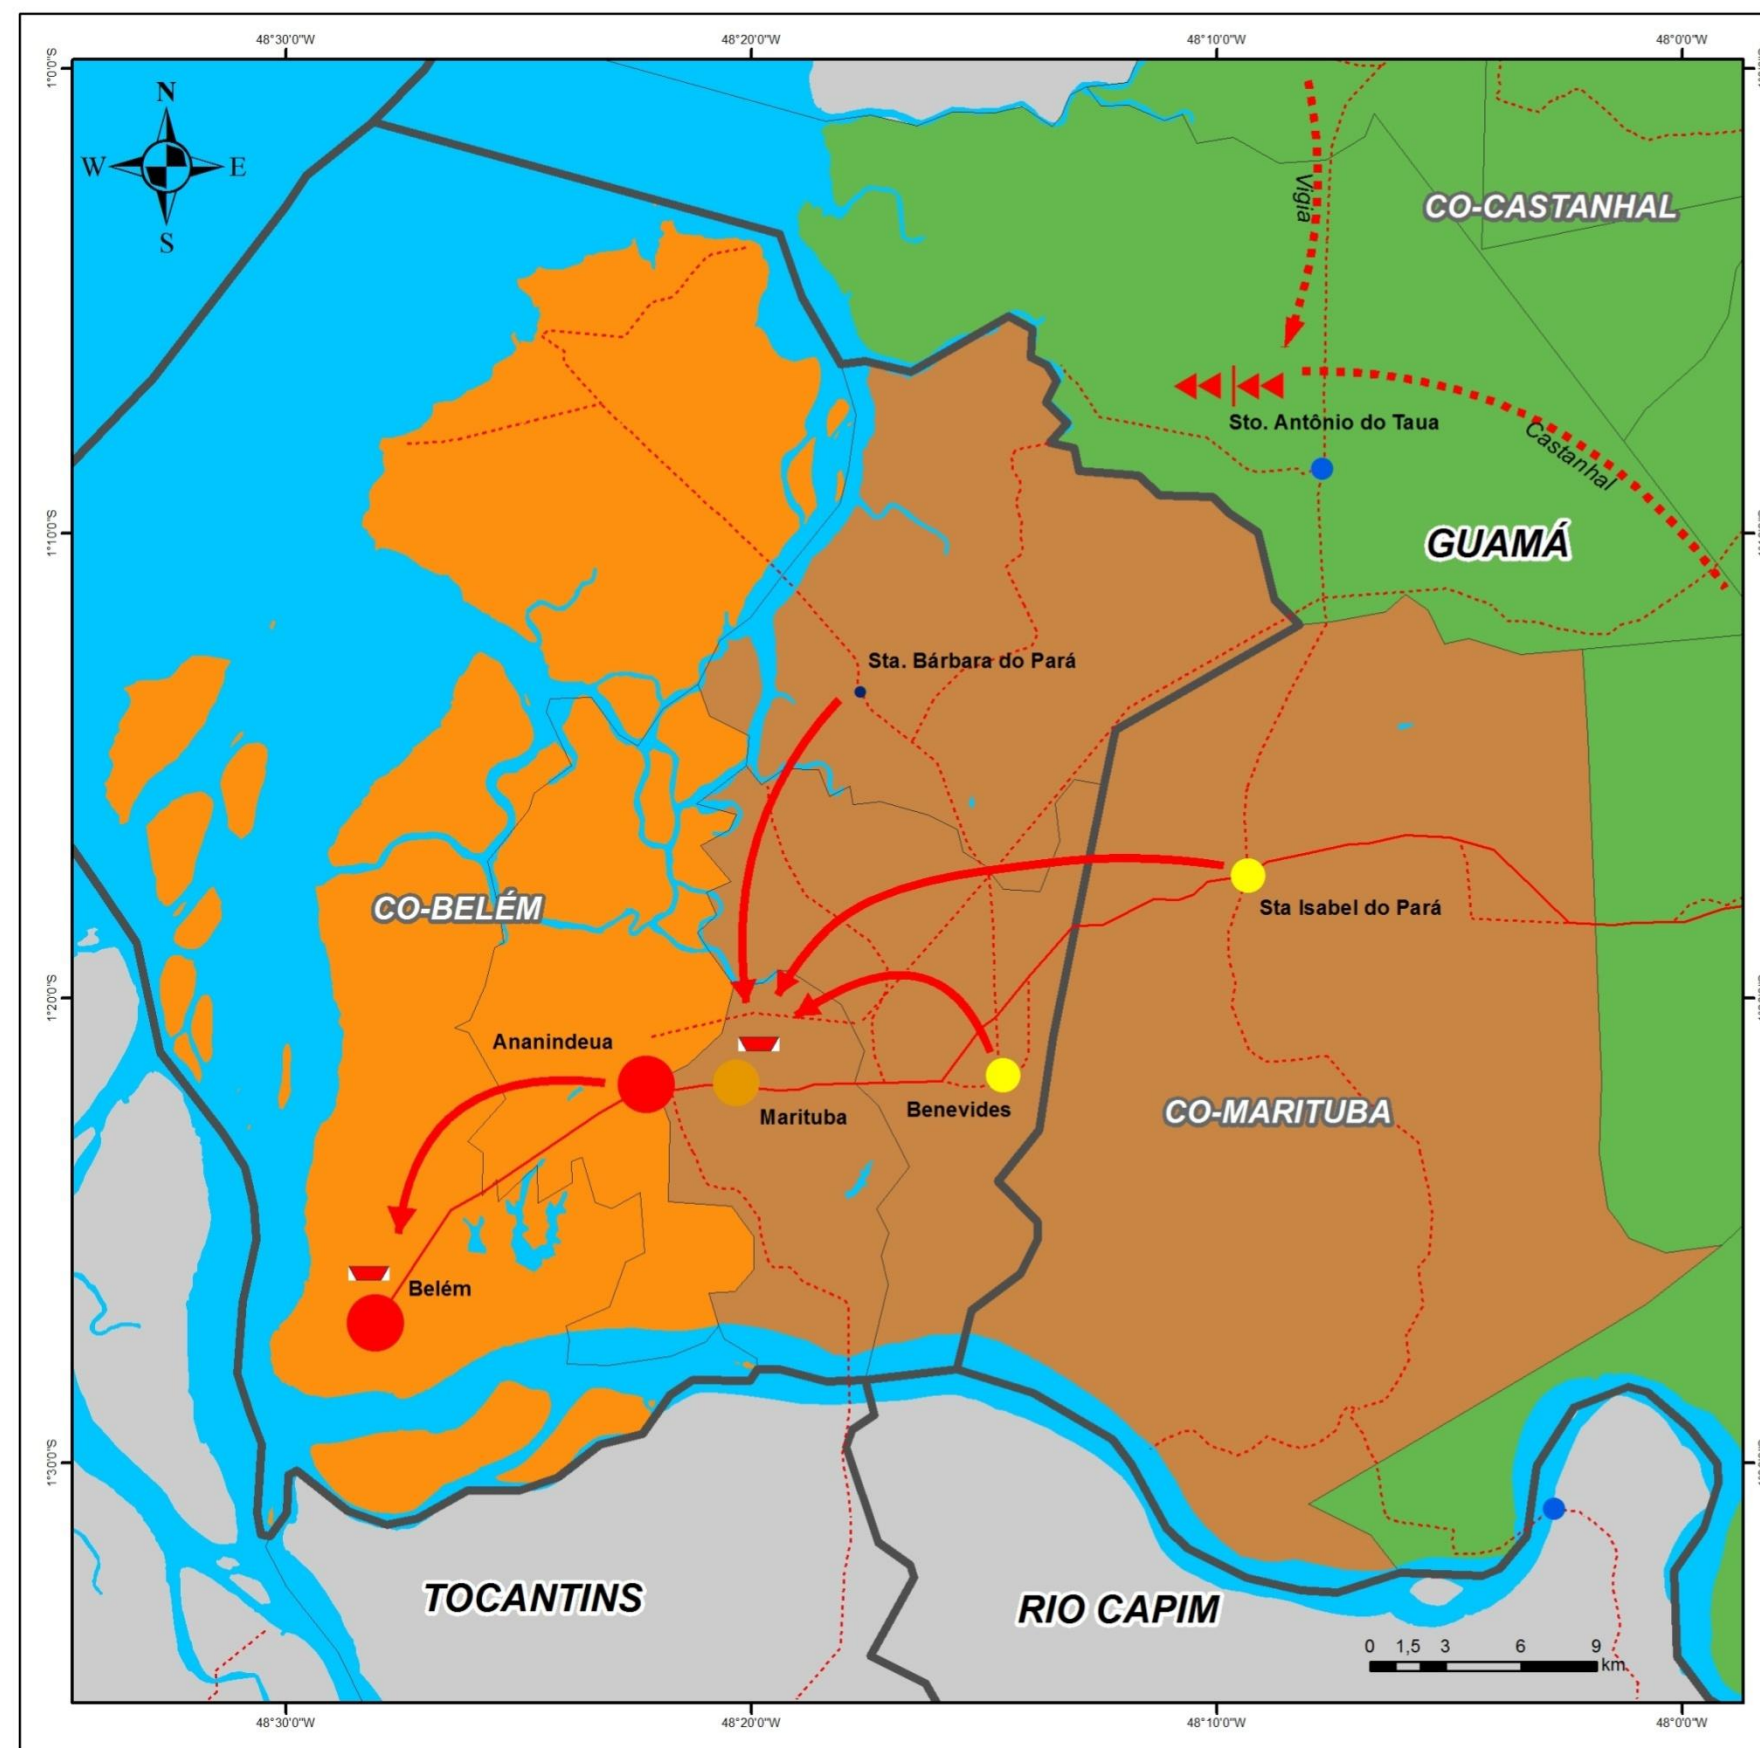 48°30'0"W 48°20'0"W 48°10'0"W 48°0'0"W
1°0'0"S
N
W E
S
Vigia
CO-CASTANHAL
Sto. Antônio do Taua
Castanhal
1°10'0"S
GUAMÁ
Sta. Bárbara do Pará
CO-BELÉM
Sta Isabel do Pará
1°20'0"S
Ananindeua
Marituba
Benevides
CO-MARITUBA
Belém
1°30'0"S
TOCANTINS
RIO CAPIM
0 1,5 3 6 9
km
48°30'0"W 48°20'0"W 48°10'0"W 48°0'0"W